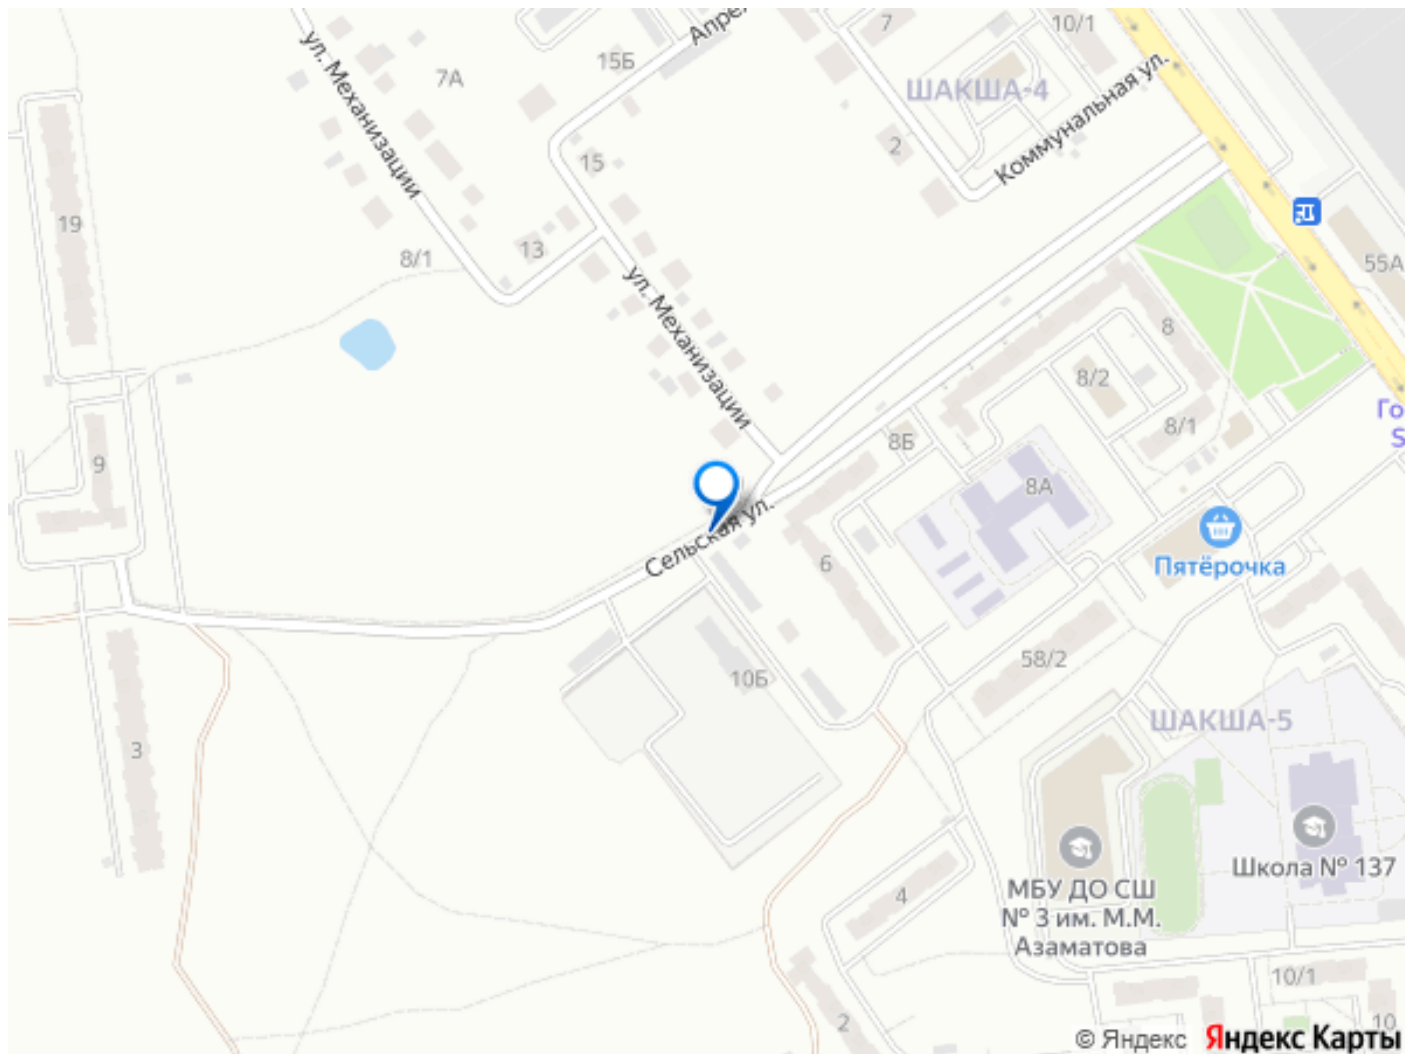 7
10/1
Апре
15Б
7А
ШАКША-4
ул. Механизации
Коммунальная ул.
2
15
19
13
8/1
55А
ул. Механизации
8
8/2
Го
S
8/1
8Б
9
8А
Сельская ул.
Пятёрочка
6
58/2
10Б
ШАКША-5
3
Школа № 137
МБУ ДО СШ
№ 3 им. М.М.
Азаматова
4
10/1
2
10
© Яндекс
Яндекс Карты